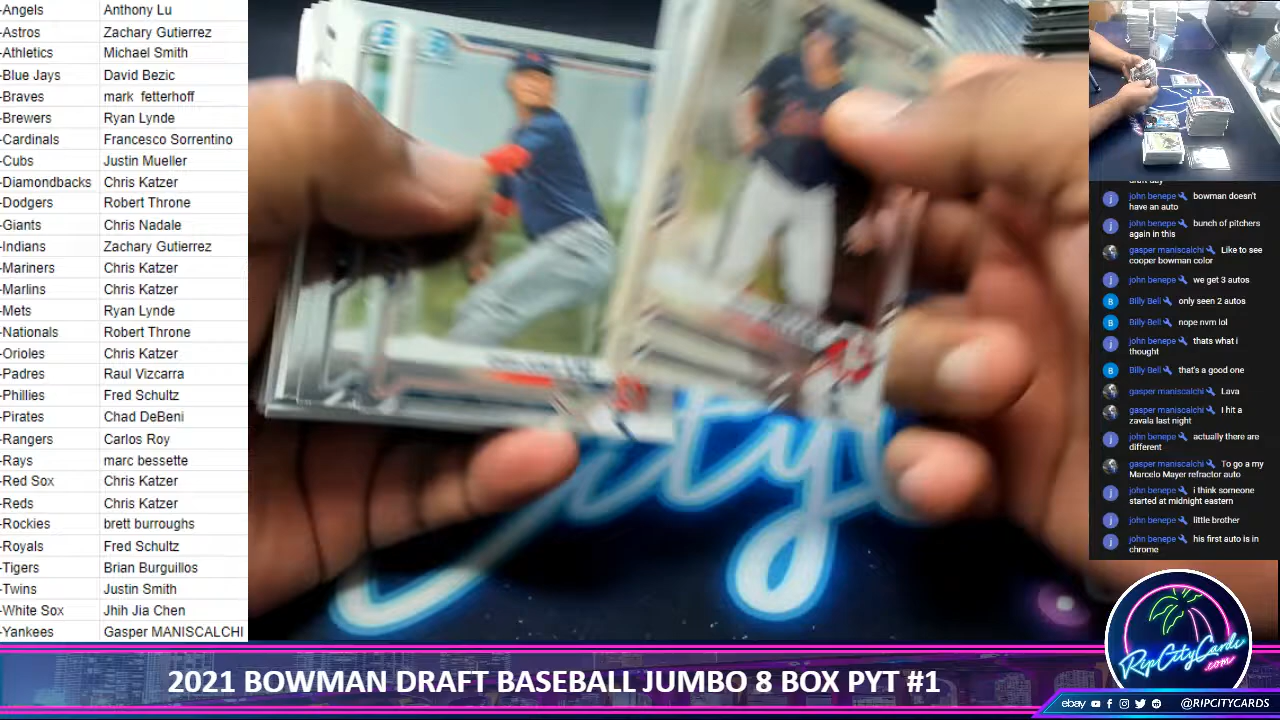 -Angels Anthony Lu
-Astros Zachary Gutierrez
-Athletics Michael Smith
-Blue Jays David Bezic
-Braves mark fetterhoff
-Brewers Ryan Lynde
-Cardinals Francesco Sorrentino
-Cubs Justin Mueller
-Diamondbacks Chris Katzer
-Dodgers Robert Throne
-Giants Chris Nadale
-Indians Zachary Gutierrez
-Mariners Chris Katzer
-Marlins Chris Katzer
-Mets Ryan Lynde
-Nationals Robert Throne
-Orioles Chris Katzer
-Padres Raul Vizcarra
-Phillies Fred Schultz
-Pirates Chad DeBeni
-Rangers Carlos Roy
-Rays marc bessette
-Red Sox Chris Katzer
-Reds Chris Katzer
-Rockies brett burroughs
-Royals Fred Schultz
-Tigers Brian Burguillos
-Twins Justin Smith
-White Sox Jhih Jia Chen
-Yankees Gasper MANISCALCHI
draft day
john benepe bowman doesn't
have an auto
john benepe bunch of pitchers
again in this
gasper maniscalchi Like to see
cooper bowman color
john benepe we get 3 autos
Billy Bell only seen 2 autos
Billy Bell nope nvm lol
john benepe thats what i
thought
Billy Bell that's a good one
gasper maniscalchi Lava
gasper maniscalchi I hit a
zavala last night
john benepe actually there are
different
gasper maniscalchi To go a my
Marcelo Mayer refractor auto
john benepe i think someone
started at midnight eastern
john benepe little brother
john benepe his first auto is in
chrome
ityc
RipCityCards
.com
2021 BOWMAN DRAFT BASEBALL JUMBO 8 BOX PYT #1
ebay @RIPCITYCARDS